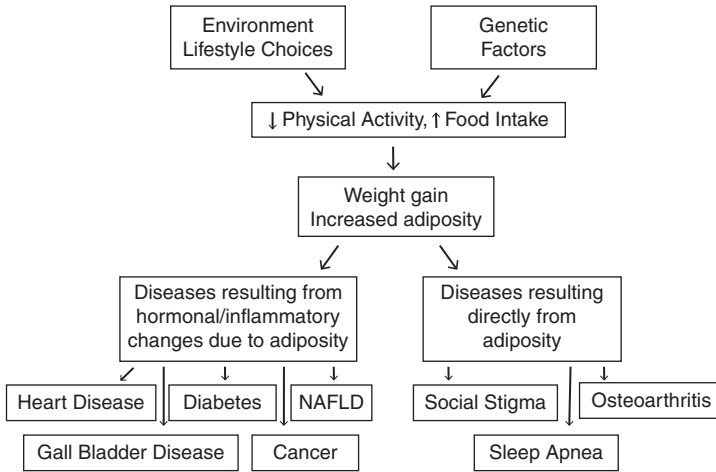 Environment
Lifestyle Choices
Genetic
Factors
↓ Physical Activity, ↑ Food Intake
Weight gain
Increased adiposity
Diseases resulting from
hormonal/inflammatory
changes due to adiposity
Diseases resulting
directly from
adiposity
Heart Disease
Diabetes
NAFLD
Social Stigma
Osteoarthritis
Gall Bladder Disease
Cancer
Sleep Apnea